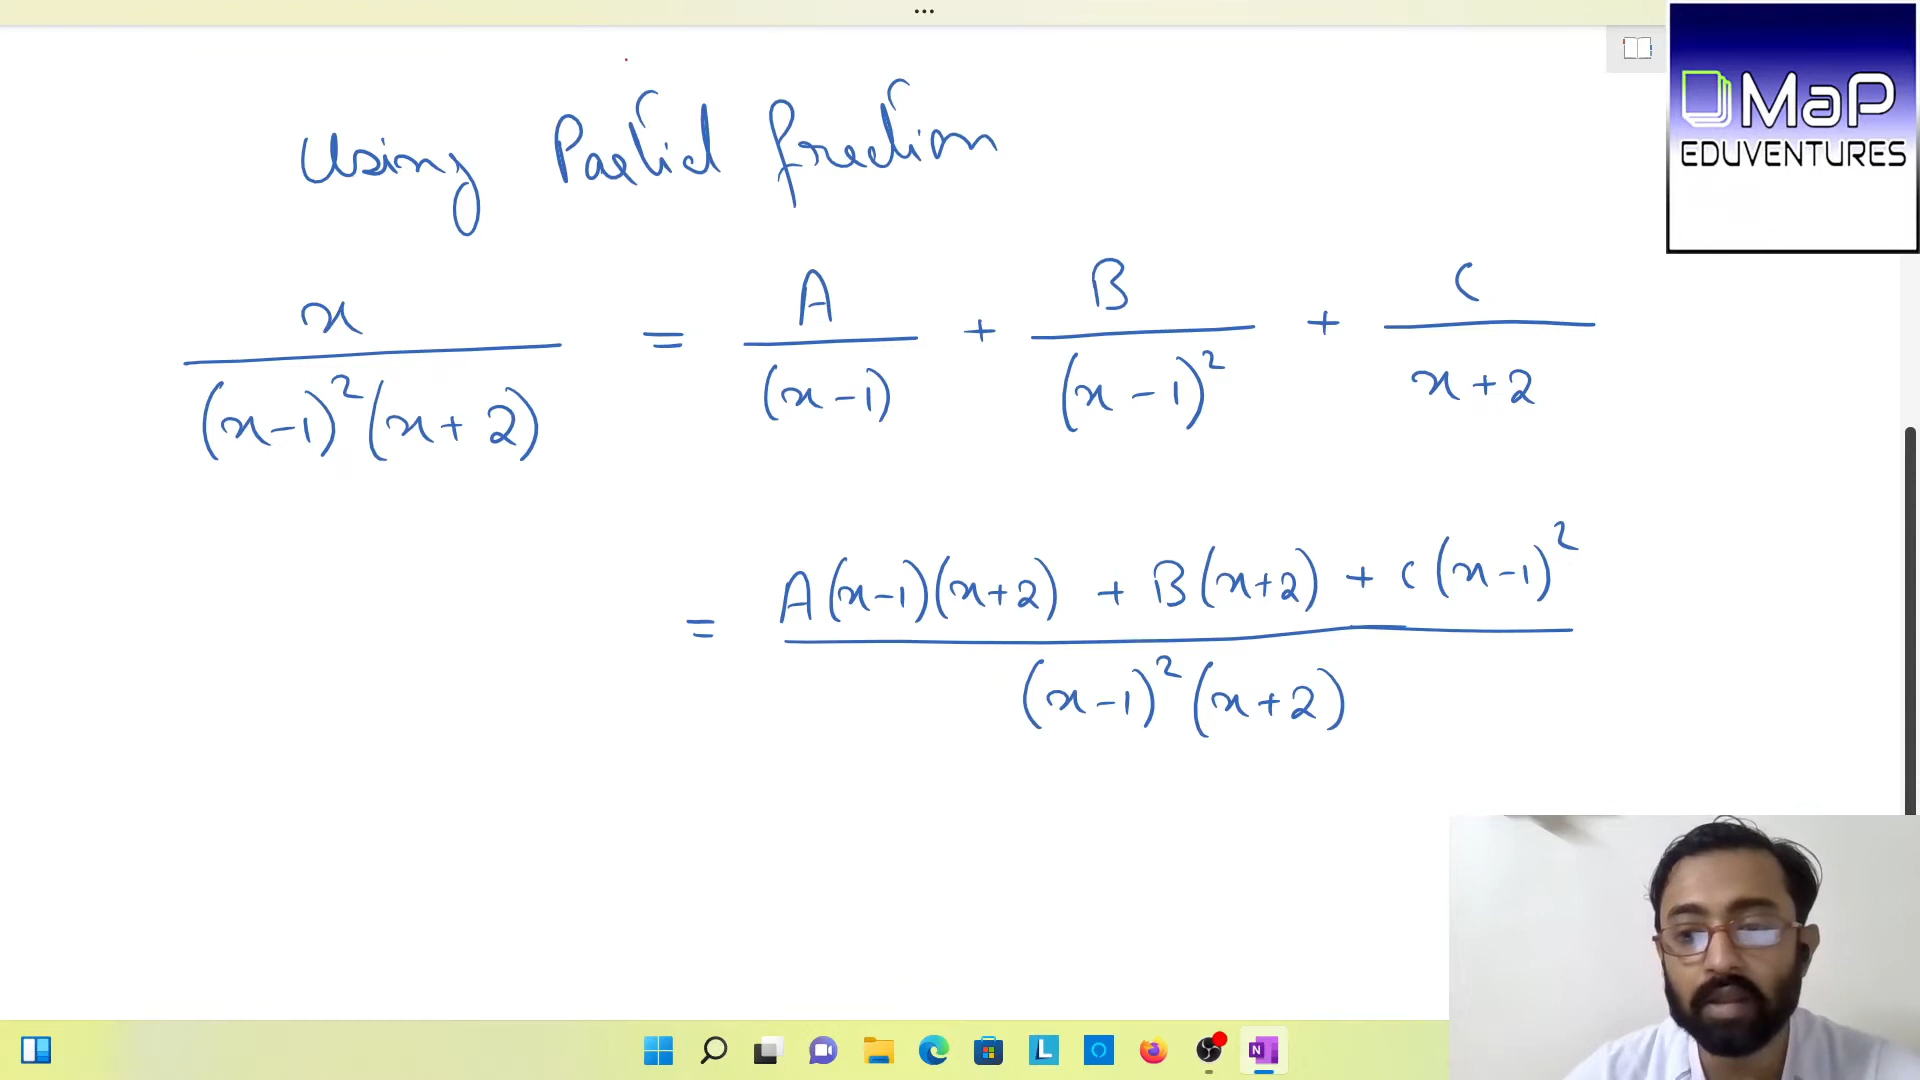 MaP
EDUVENTURES
Using Partial fraction
x / (x-1)² (x+2) = A / (x-1) + B / (x-1)² + C / x+2
= A(x-1)(x+2) + B(x+2) + C(x-1)² / (x-1)² (x+2)